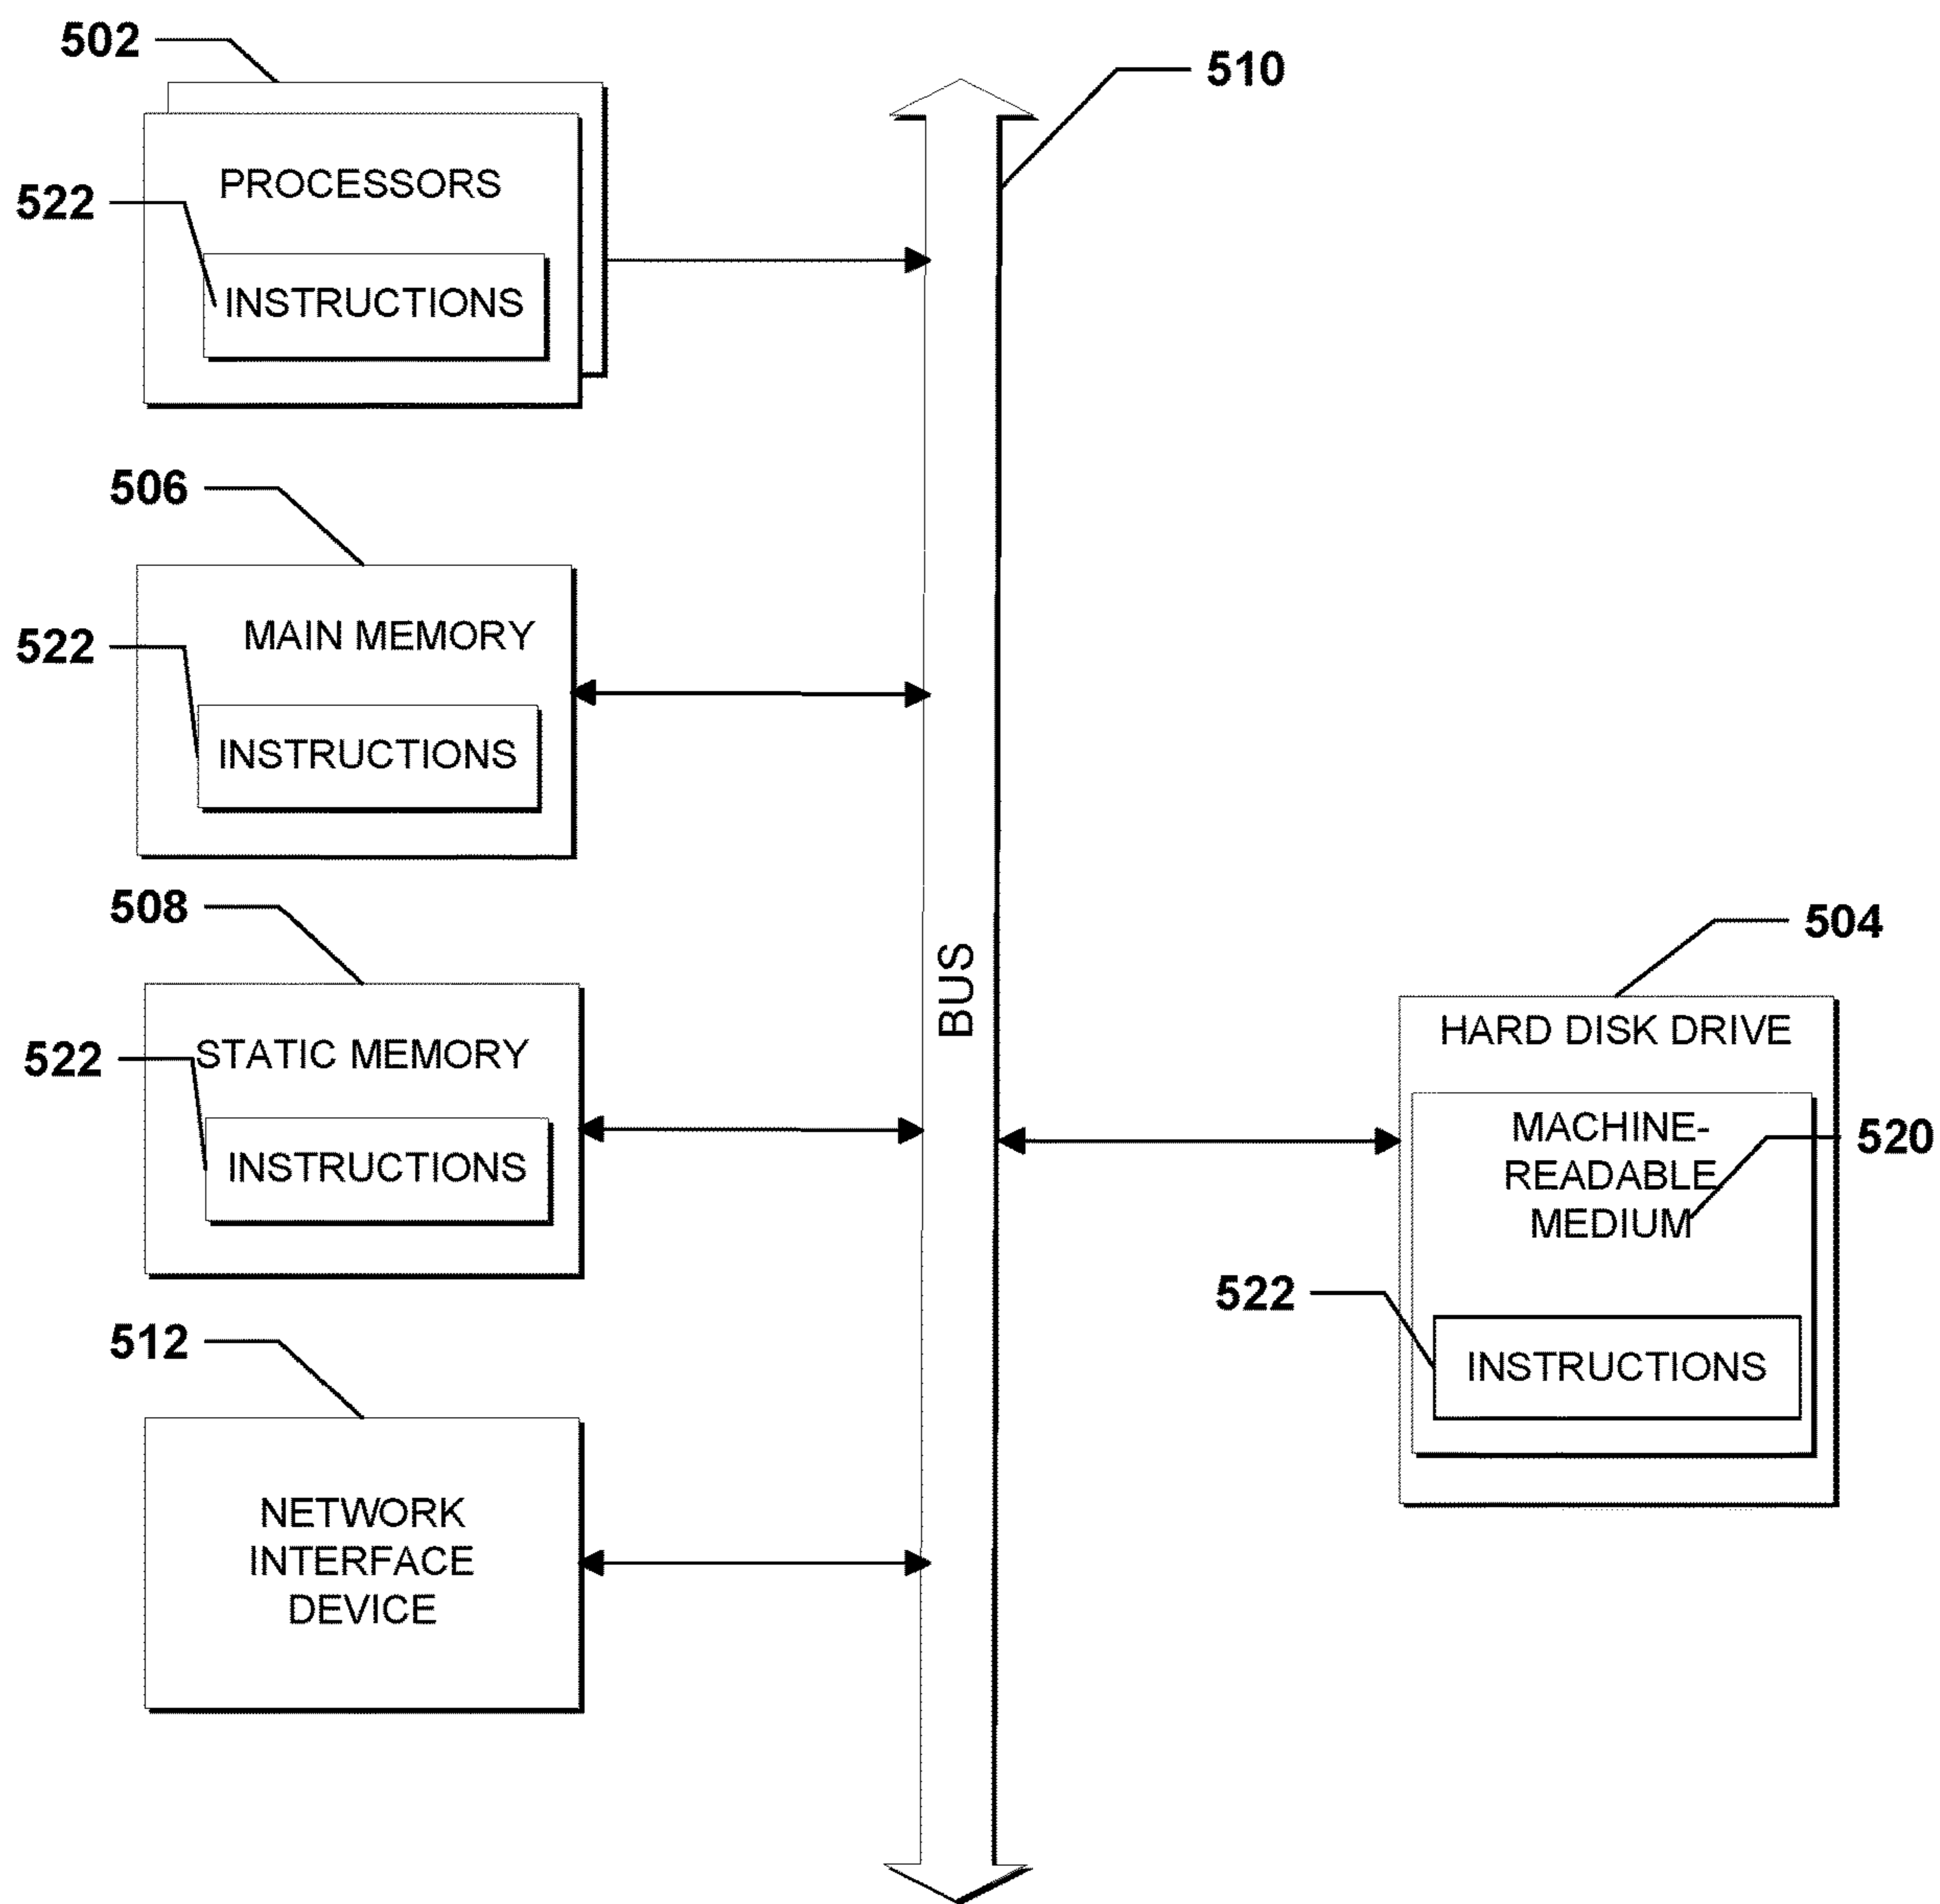 502
510
PROCESSORS
522
INSTRUCTIONS
506
MAIN MEMORY
522
INSTRUCTIONS
508
STATIC MEMORY
522
INSTRUCTIONS
512
NETWORK
INTERFACE
DEVICE
BUS
504
HARD DISK DRIVE
MACHINE-
READABLE
MEDIUM
520
522
INSTRUCTIONS